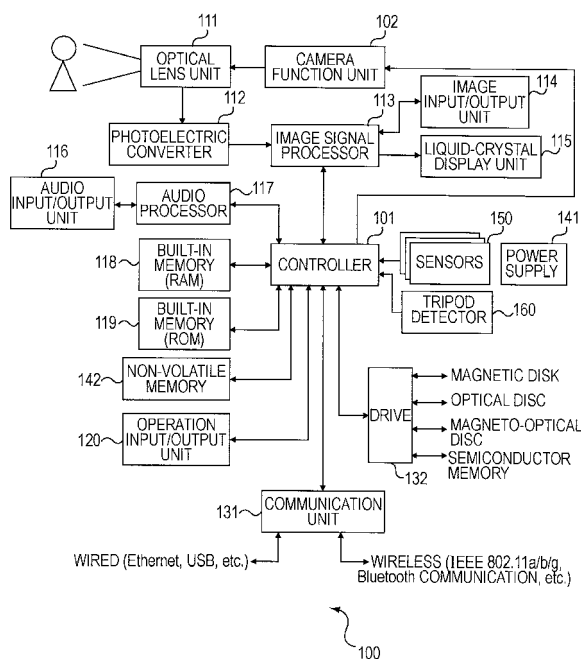 111
102
OPTICAL
LENS UNIT
CAMERA
FUNCTION UNIT
112
113
114
IMAGE
INPUT/OUTPUT
UNIT
PHOTOELECTRIC
CONVERTER
IMAGE SIGNAL
PROCESSOR
LIQUID-CRYSTAL
DISPLAY UNIT
115
116
117
AUDIO
INPUT/OUTPUT
UNIT
AUDIO
PROCESSOR
101
150
141
118
BUILT-IN
MEMORY
(RAM)
CONTROLLER
SENSORS
POWER
SUPPLY
119
BUILT-IN
MEMORY
(ROM)
TRIPOD
DETECTOR
160
142
NON-VOLATILE
MEMORY
120
OPERATION
INPUT/OUTPUT
UNIT
DRIVE
132
MAGNETIC DISK
OPTICAL DISC
MAGNETO-OPTICAL
DISC
SEMICONDUCTOR
MEMORY
131
COMMUNICATION
UNIT
WIRED (Ethernet, USB, etc.)
WIRELESS (IEEE 802.11a/b/g,
Bluetooth COMMUNICATION, etc.)
100